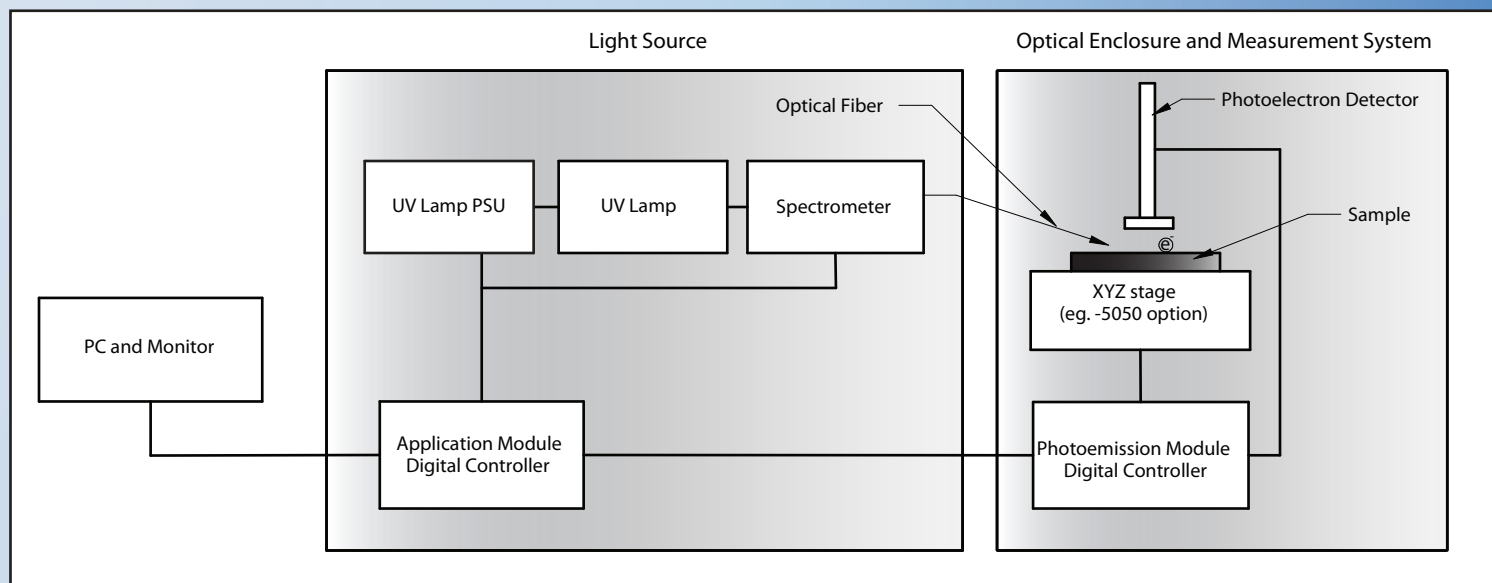 Light Source
Optical Enclosure and Measurement System
Optical Fiber
Photoelectron Detector
UV Lamp PSU
UV Lamp
Spectrometer
Sample
e-
XYZ stage
(eg. -5050 option)
PC and Monitor
Application Module
Digital Controller
Photoemission Module
Digital Controller